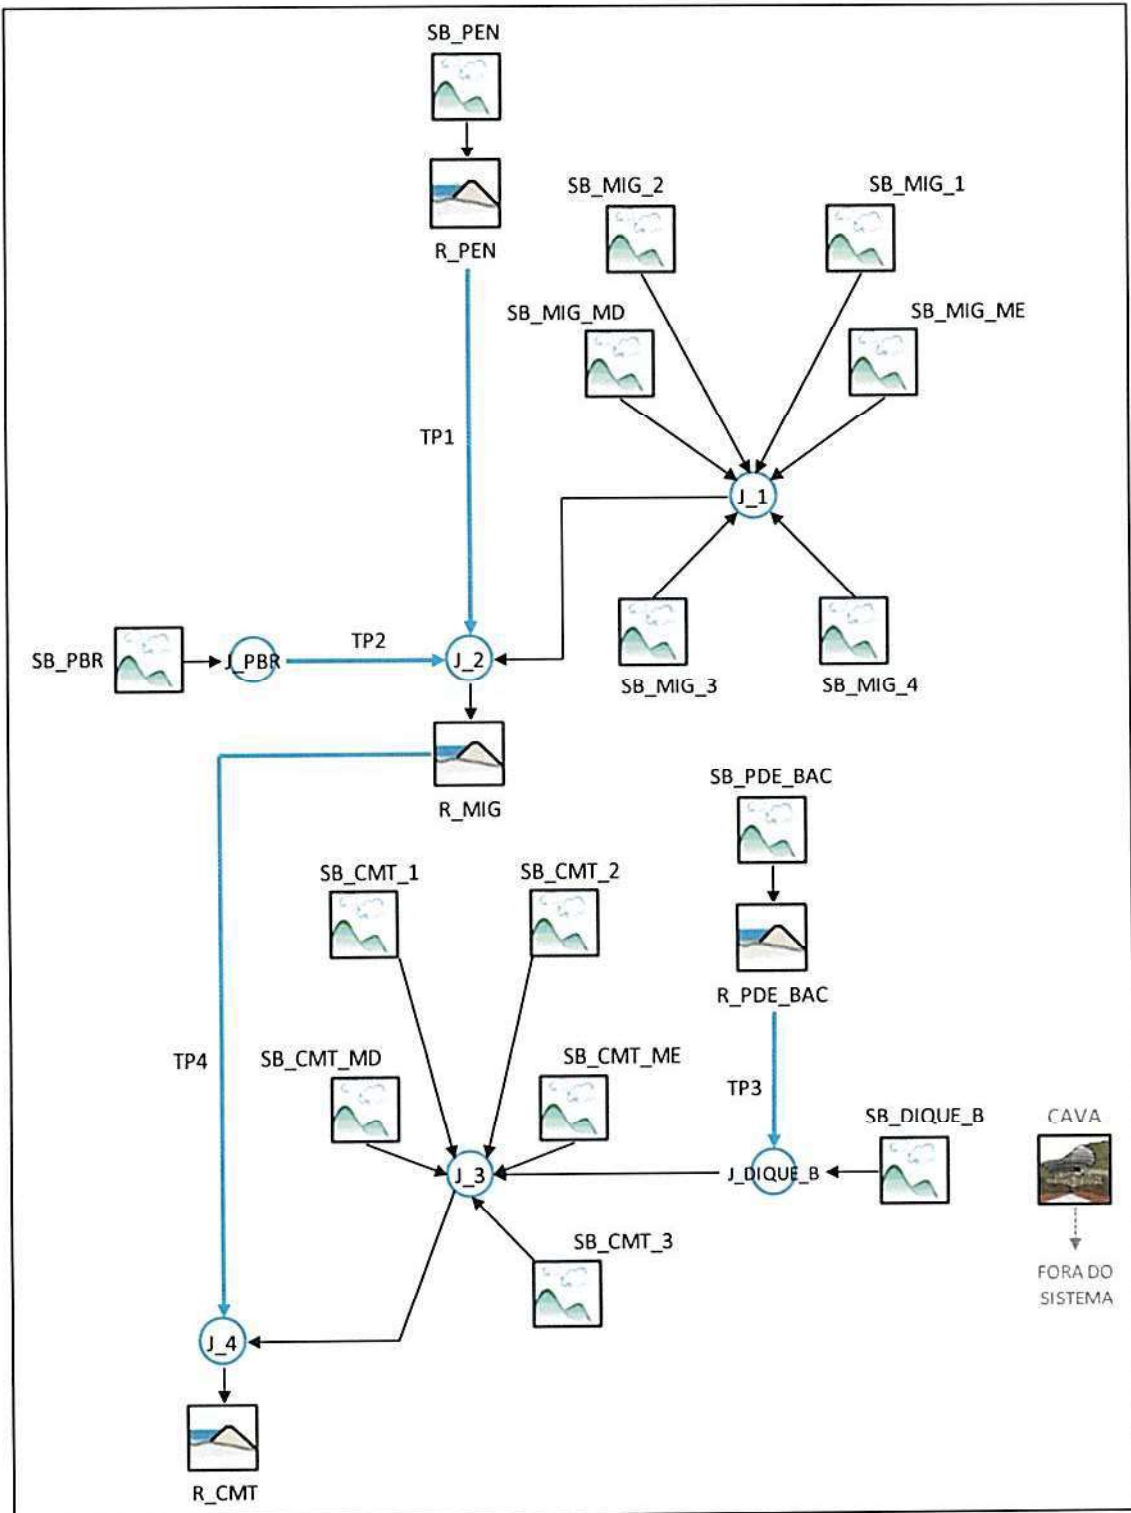 SB_PEN
R_PEN
SB_MIG_2
SB_MIG_1
SB_MIG_MD
SB_MIG_ME
TP1
J_1
SB_PBR
J_PBR
TP2
J_2
SB_MIG_3
SB_MIG_4
R_MIG
SB_PDE_BAC
SB_CMT_1
SB_CMT_2
R_PDE_BAC
TP4
SB_CMT_MD
SB_CMT_ME
TP3
SB_DIQUE_B
CAVA
J_3
J_DIQUE_B
SB_CMT_3
FORA DO
SISTEMA
J_4
R_CMT